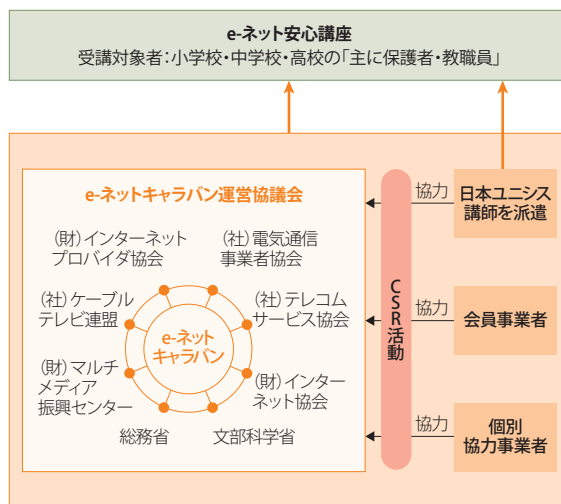 e-ネット安心講座
受講対象者：小学校・中学校・高校の「主に保護者・教職員」
e-ネットキャラバン運営協議会
(財)インターネット
プロバイダ協会
(社)電気通信
事業者協会
(社)ケーブル
テレビ連盟
(社)テレコム
サービス協会
e-ネット
キャラバン
(財)マルチ
メディア
振興センター
(財)インター
ネット協会
総務省
文部科学省
CSR活動
協力
日本ユニシス
講師を派遣
協力
会員事業者
協力
個別
協力事業者